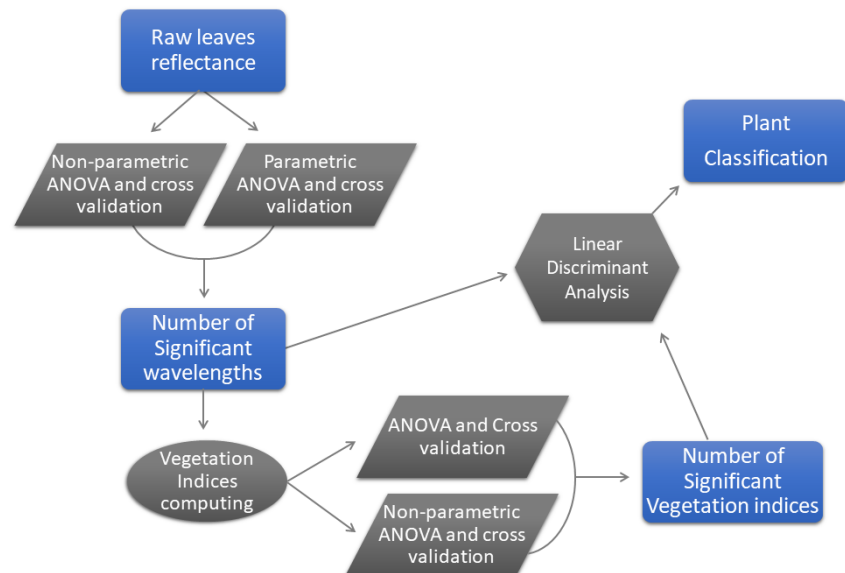 Raw leaves
reflectance
Non-parametric
ANOVA and cross
validation
Parametric
ANOVA and cross
validation
Number of
Significant
wavelengths
Vegetation
Indices
computing
ANOVA and Cross
validation
Non-parametric
ANOVA and cross
validation
Number of
Significant
Vegetation indices
Linear
Discriminant
Analysis
Plant
Classification